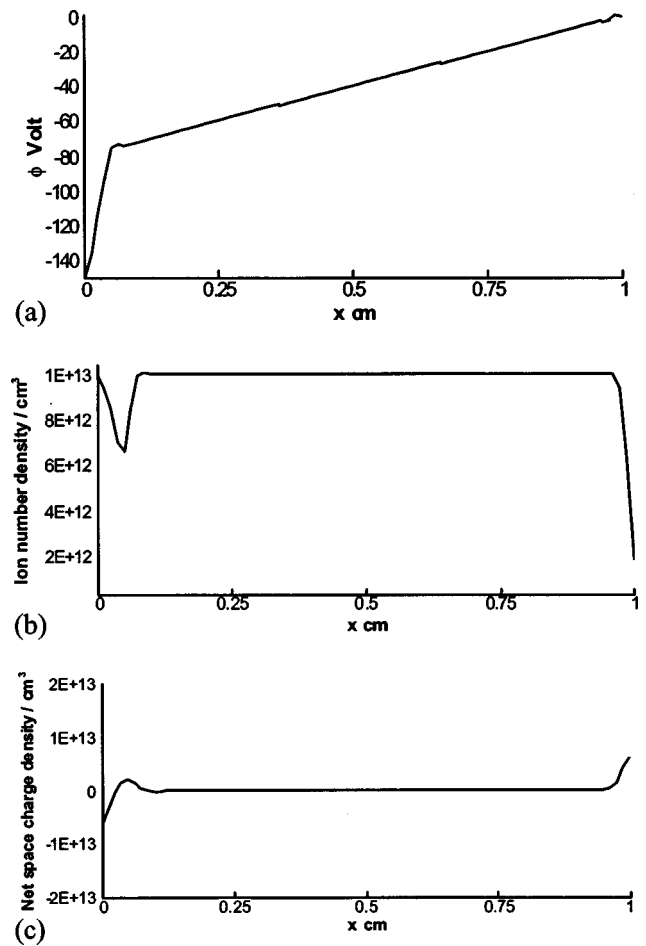 0
-20
-40
-60
-80
-100
-120
-140
ϕ Volt
0 0.25 0.5 0.75 1
x cm
(a)
1E+13
8E+12
6E+12
4E+12
2E+12
Ion number density / cm³
0 0.25 0.5 0.75 1
x cm
(b)
2E+13
1E+13
0
-1E+13
-2E+13
Net space charge density / cm³
0 0.25 0.5 0.75 1
x cm
(c)